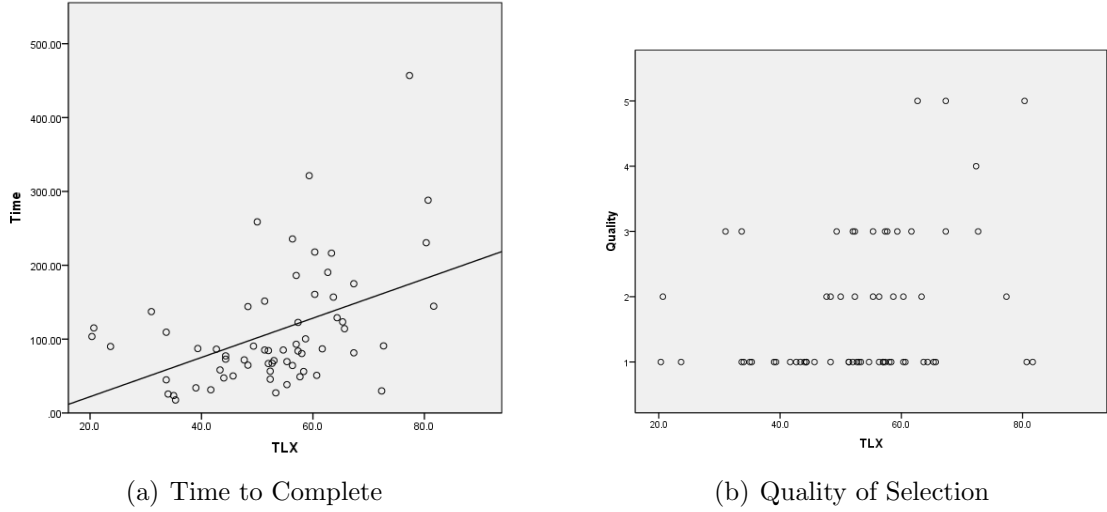 500.00
400.00
300.00
200.00
100.00
.00
Time
20.0 40.0 60.0 80.0
TLX
(a) Time to Complete
5
4
3
2
1
Quality
20.0 40.0 60.0 80.0
TLX
(b) Quality of Selection